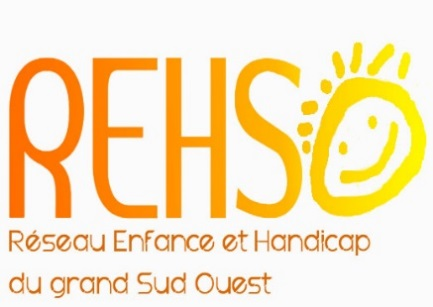 REHSO
Réseau Enfance et Handicap
du grand Sud Ouest